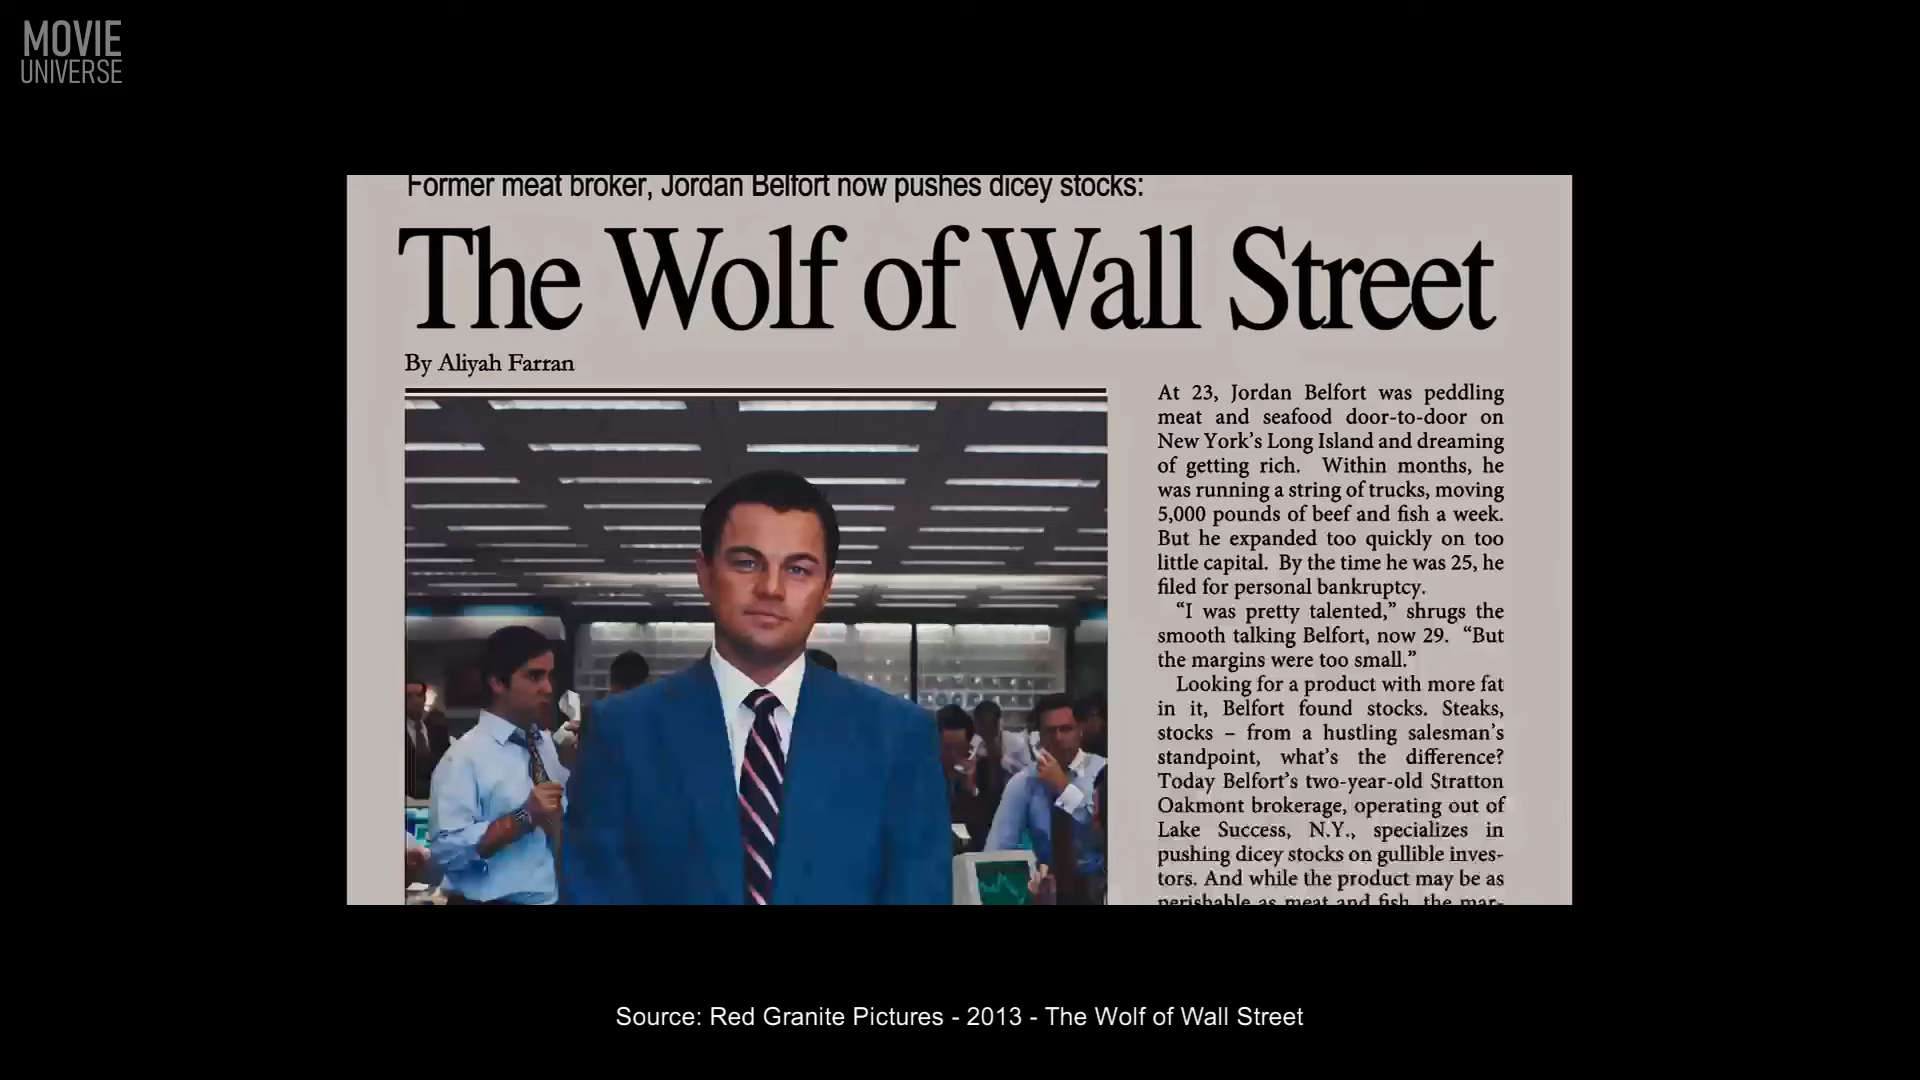 MOVIE
UNIVERSE
Former meat broker, Jordan Belfort now pushes dicey stocks:
The Wolf of Wall Street
By Aliyah Farran
At 23, Jordan Belfort was peddling
meat and seafood door-to-door on
New York’s Long Island and dreaming
of getting rich. Within months, he
was running a string of trucks, moving
5,000 pounds of beef and fish a week.
But he expanded too quickly on too
little capital. By the time he was 25, he
filed for personal bankruptcy.
“I was pretty talented,” shrugs the
smooth talking Belfort, now 29. “But
the margins were too small.”
Looking for a product with more fat
in it, Belfort found stocks. Steaks,
stocks – from a hustling salesman’s
standpoint, what’s the difference?
Today Belfort’s two-year-old Stratton
Oakmont brokerage, operating out of
Lake Success, N.Y., specializes in
pushing dicey stocks on gullible inves-
tors. And while the product may be as
perishable as meat and fish, the mar-
Source: Red Granite Pictures - 2013 - The Wolf of Wall Street